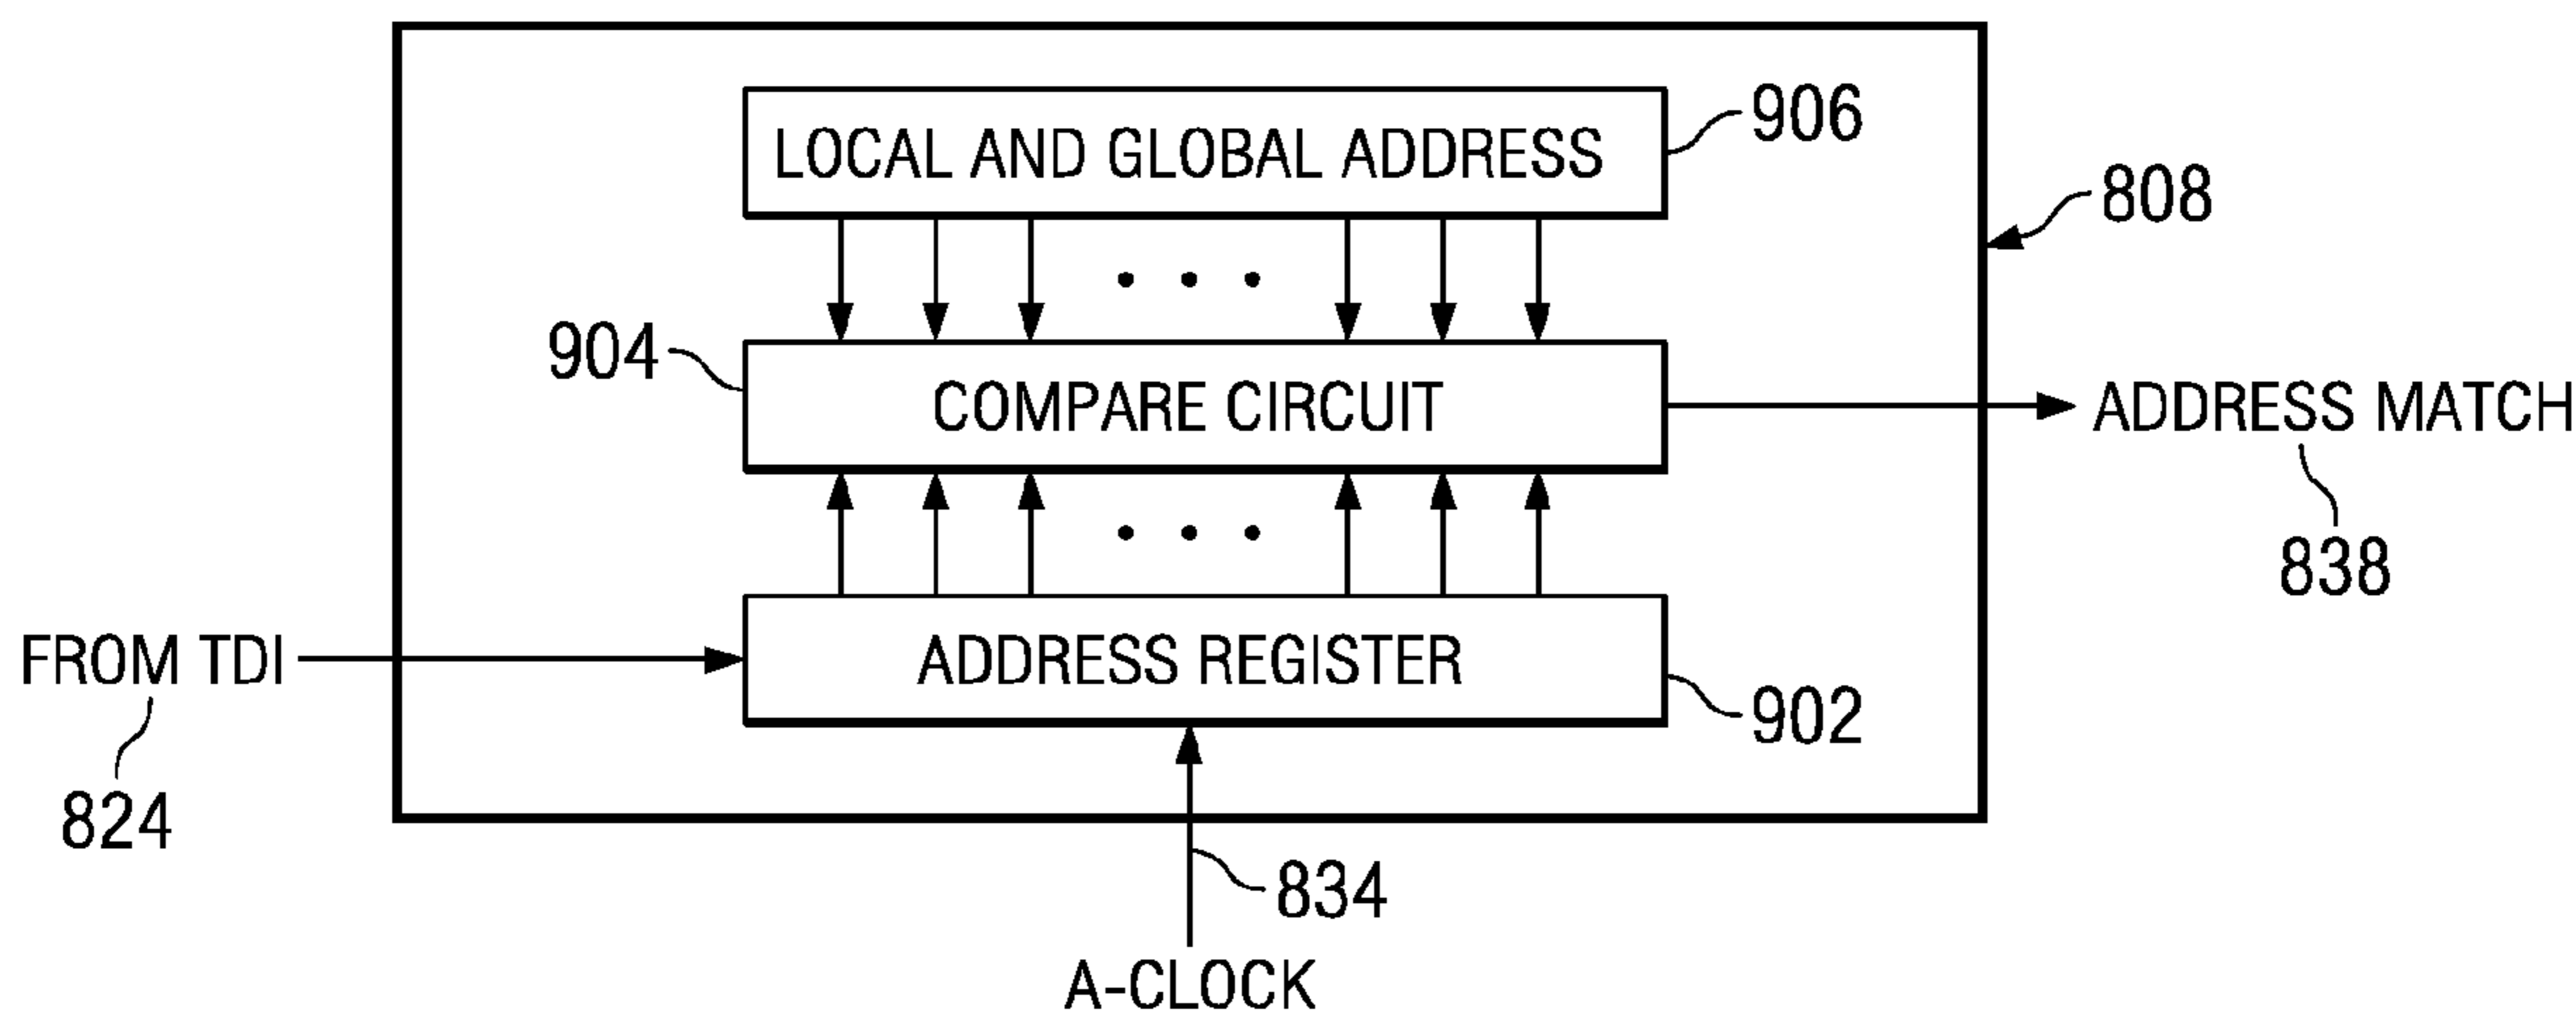 LOCAL AND GLOBAL ADDRESS
906
808
904
COMPARE CIRCUIT
ADDRESS MATCH
838
FROM TDI
824
ADDRESS REGISTER
902
834
A-CLOCK